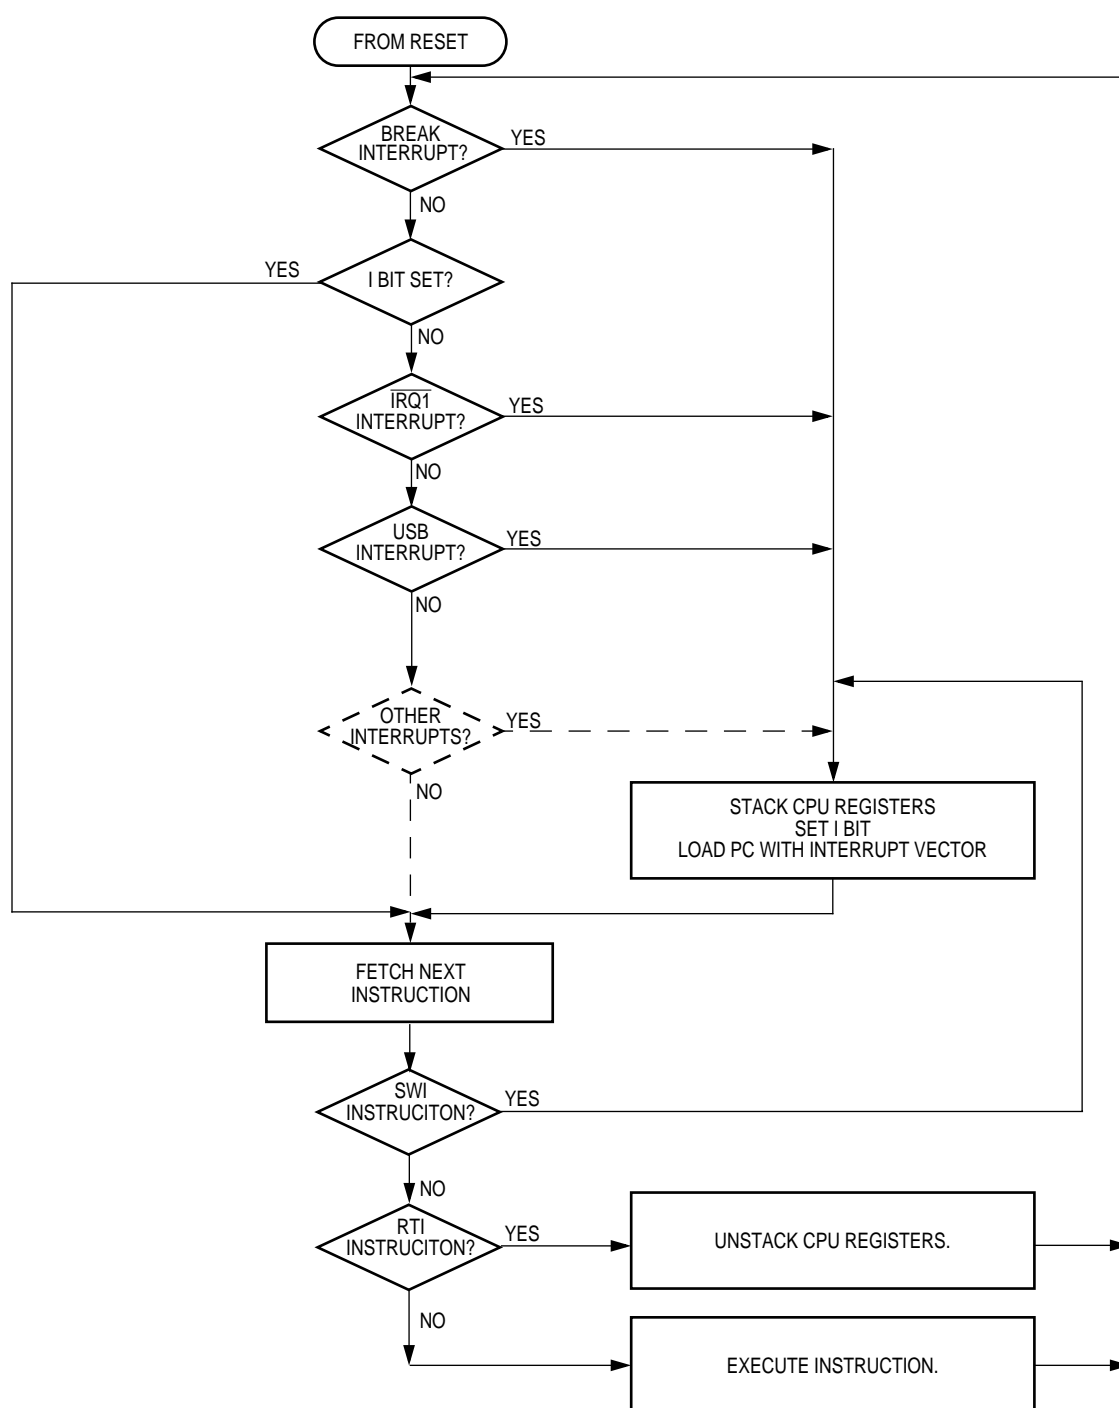 FROM RESET
BREAK
INTERRUPT?
YES
NO
YES
I BIT SET?
NO
IRQ1
INTERRUPT?
YES
NO
USB
INTERRUPT?
YES
NO
OTHER
INTERRUPTS?
YES
NO
STACK CPU REGISTERS
SET I BIT
LOAD PC WITH INTERRUPT VECTOR
FETCH NEXT
INSTRUCTION
SWI
INSTRUCITON?
YES
NO
RTI
INSTRUCITON?
YES
UNSTACK CPU REGISTERS.
NO
EXECUTE INSTRUCTION.